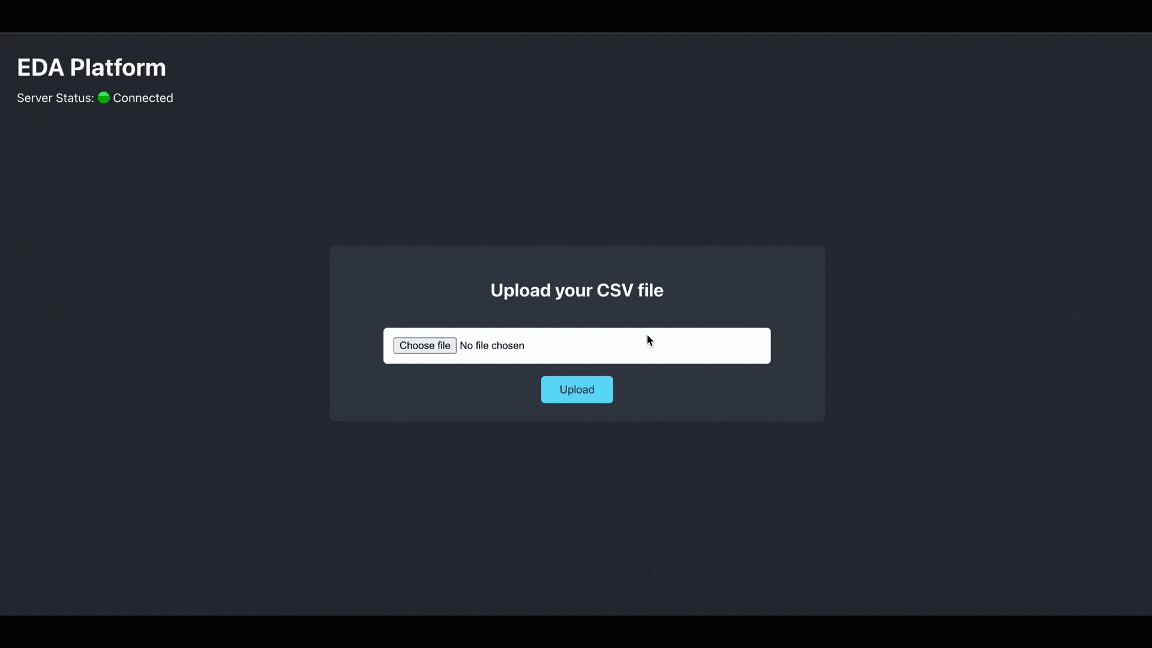 EDA Platform
Server Status: Connected
Upload your CSV file
Choose file No file chosen
Upload